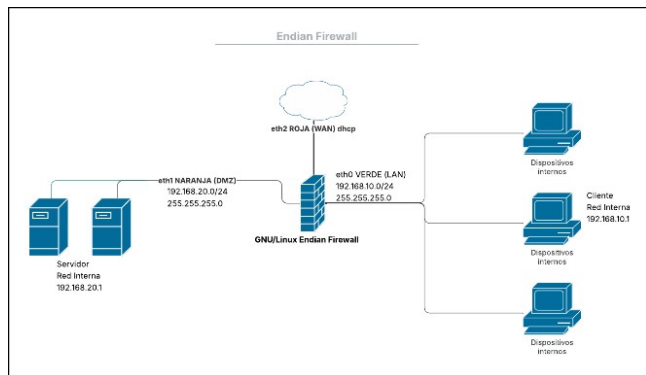 Endian Firewall
eth2 ROJA (WAN) dhcp
eth1 NARANJA (DMZ)
192.168.20.0/24
255.255.255.0
eth0 VERDE (LAN)
192.168.10.0/24
255.255.255.0
GNU/Linux Endian Firewall
Servidor
Red Interna
192.168.20.1
Dispositivos
internos
Cliente
Red Interna
192.168.10.1
Dispositivos
internos
Dispositivos
internos